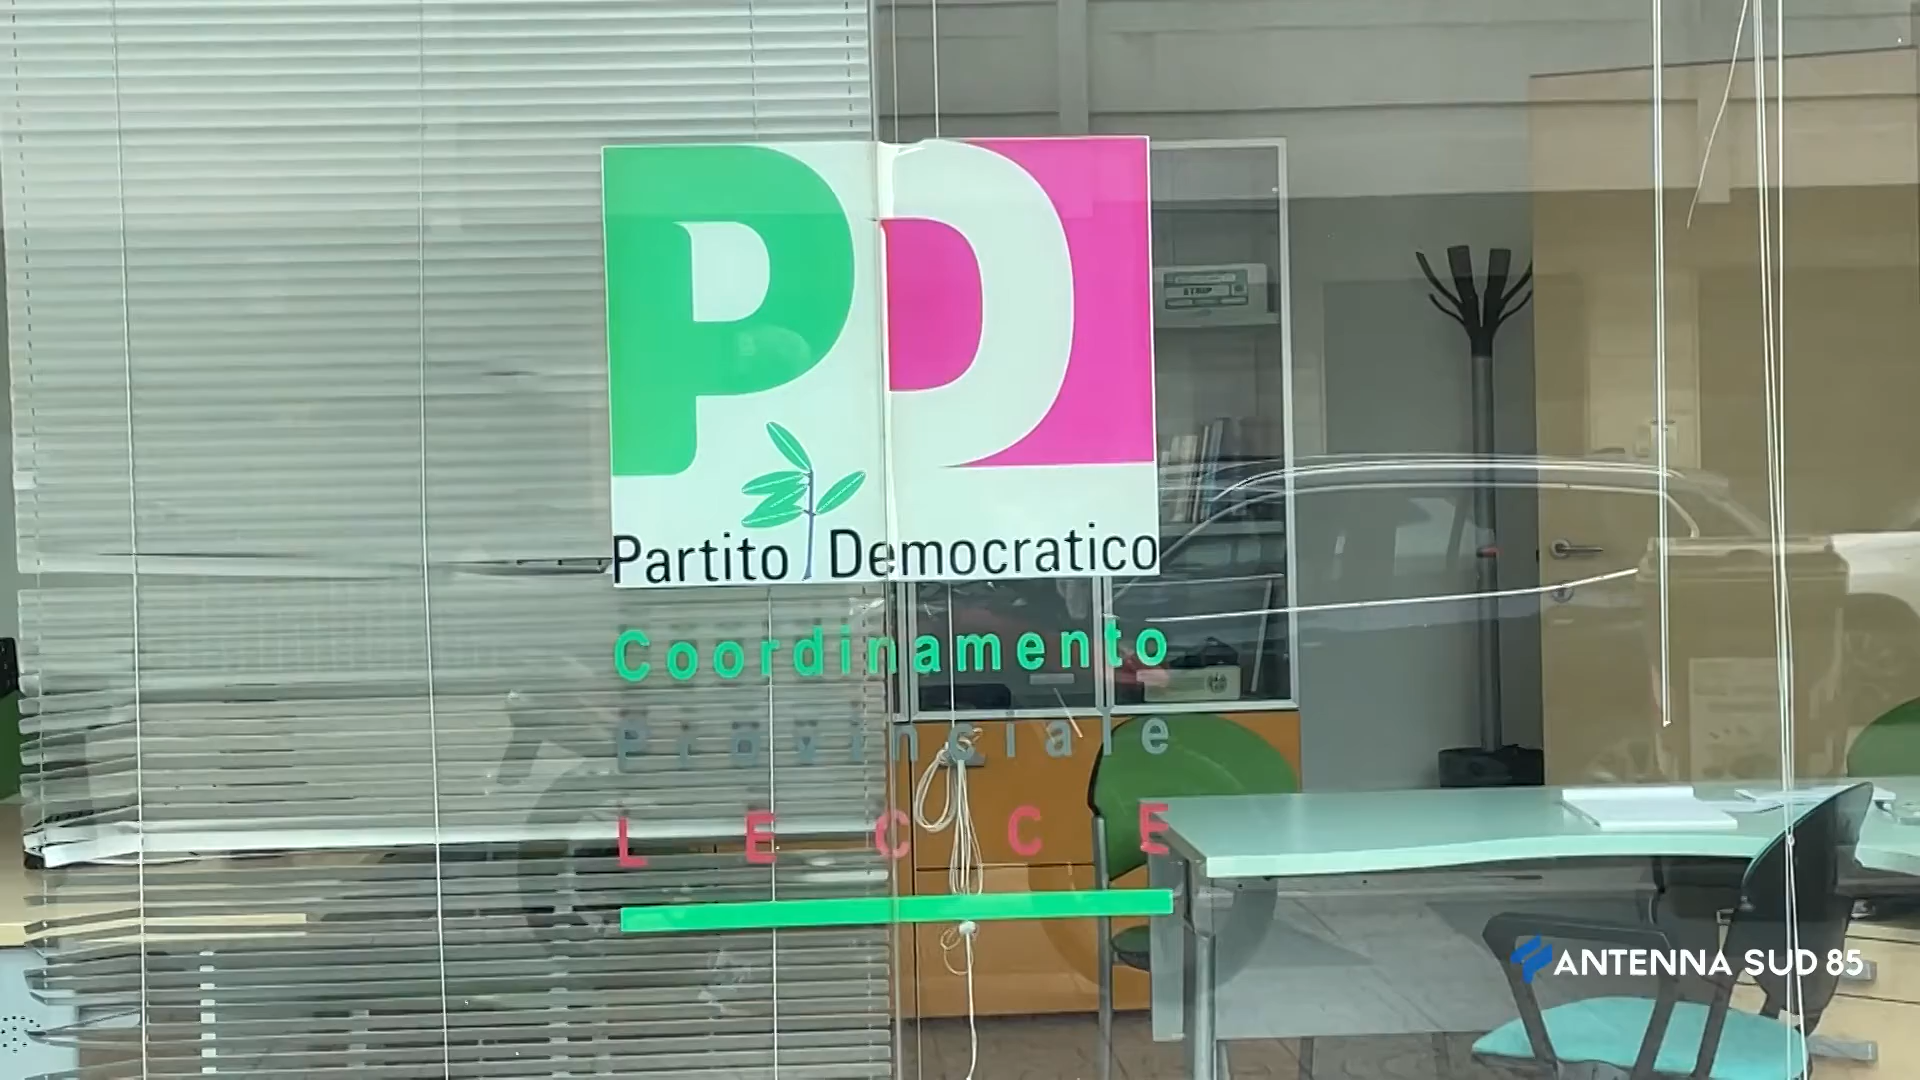 PD
Partito Democratico
Coordinamento
Provinciale
LECCE
ANTENNA SUD 85